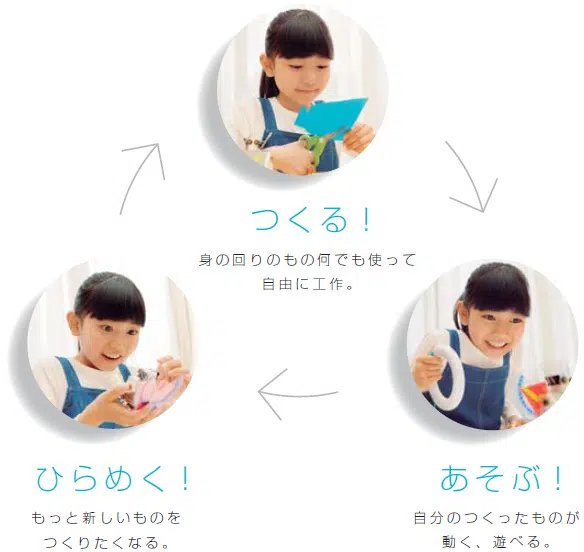 つくる！
身の回りのもの何でも使って
自由に工作。
ひらめく！
もっと新しいものを
つくりたくなる。
あそぶ！
自分のつくったものが
動く、遊べる。